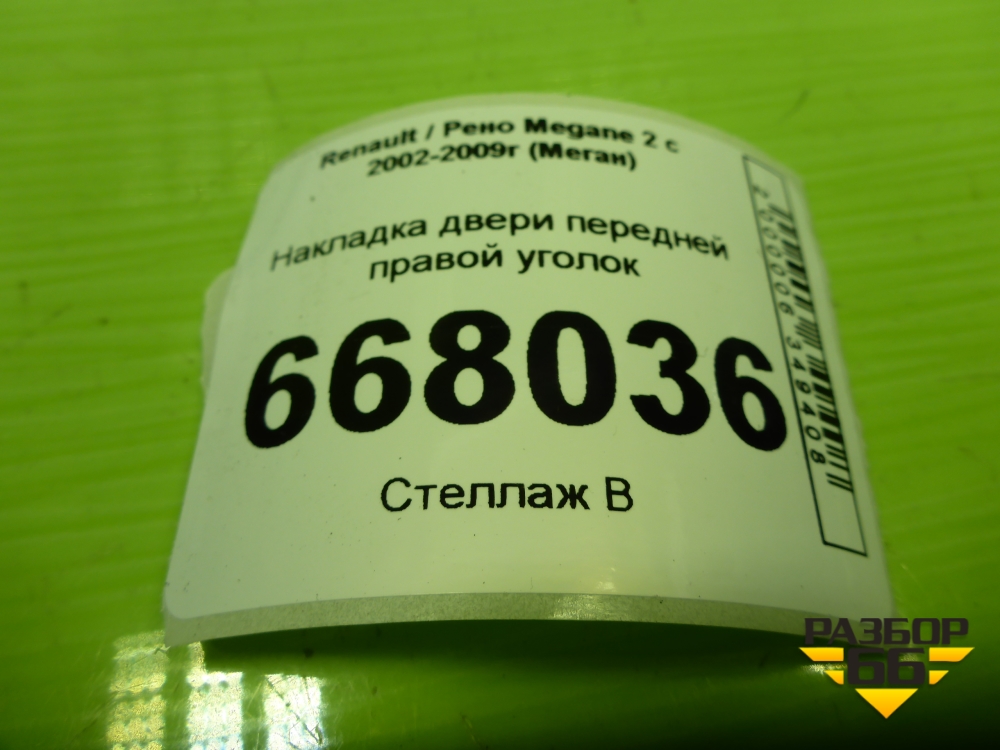 Renault / Рено Megane 2 с
2002-2009г (Меган)
Накладка двери передней
правой уголок
668036
Стеллаж В
2000006349408
РАЗБОР
66